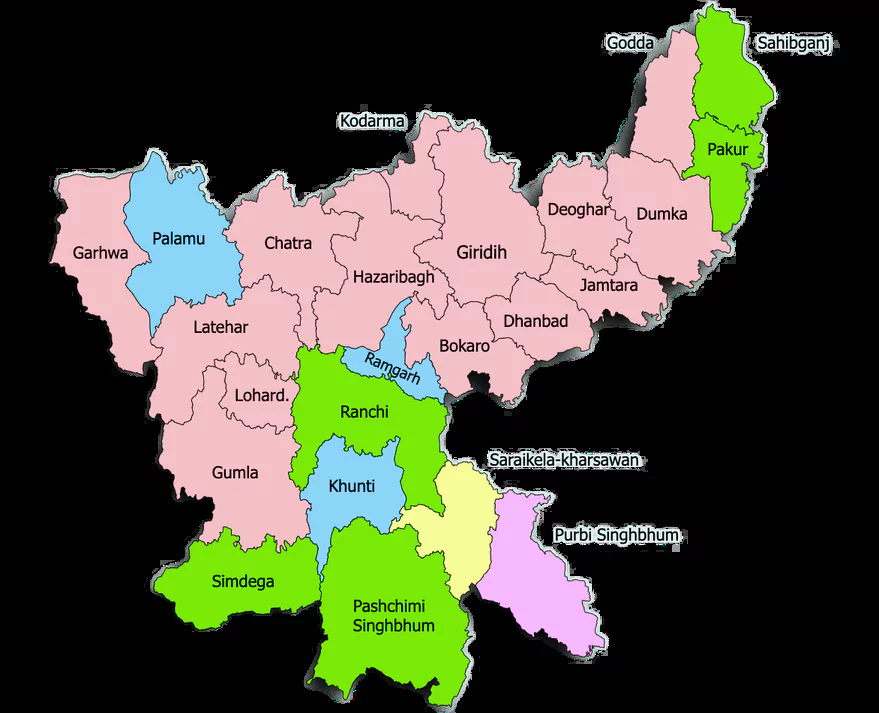 Godda
Sahibganj
Kodarma
Pakur
Deoghar
Dumka
Garhwa
Palamu
Chatra
Giridih
Hazaribagh
Jamtara
Latehar
Dhanbad
Bokaro
Ramgarh
Lohard.
Ranchi
Saraikela-kharsawan
Gumla
Khunti
Purbi Singhbhum
Simdega
Pashchimi
Singhbhum